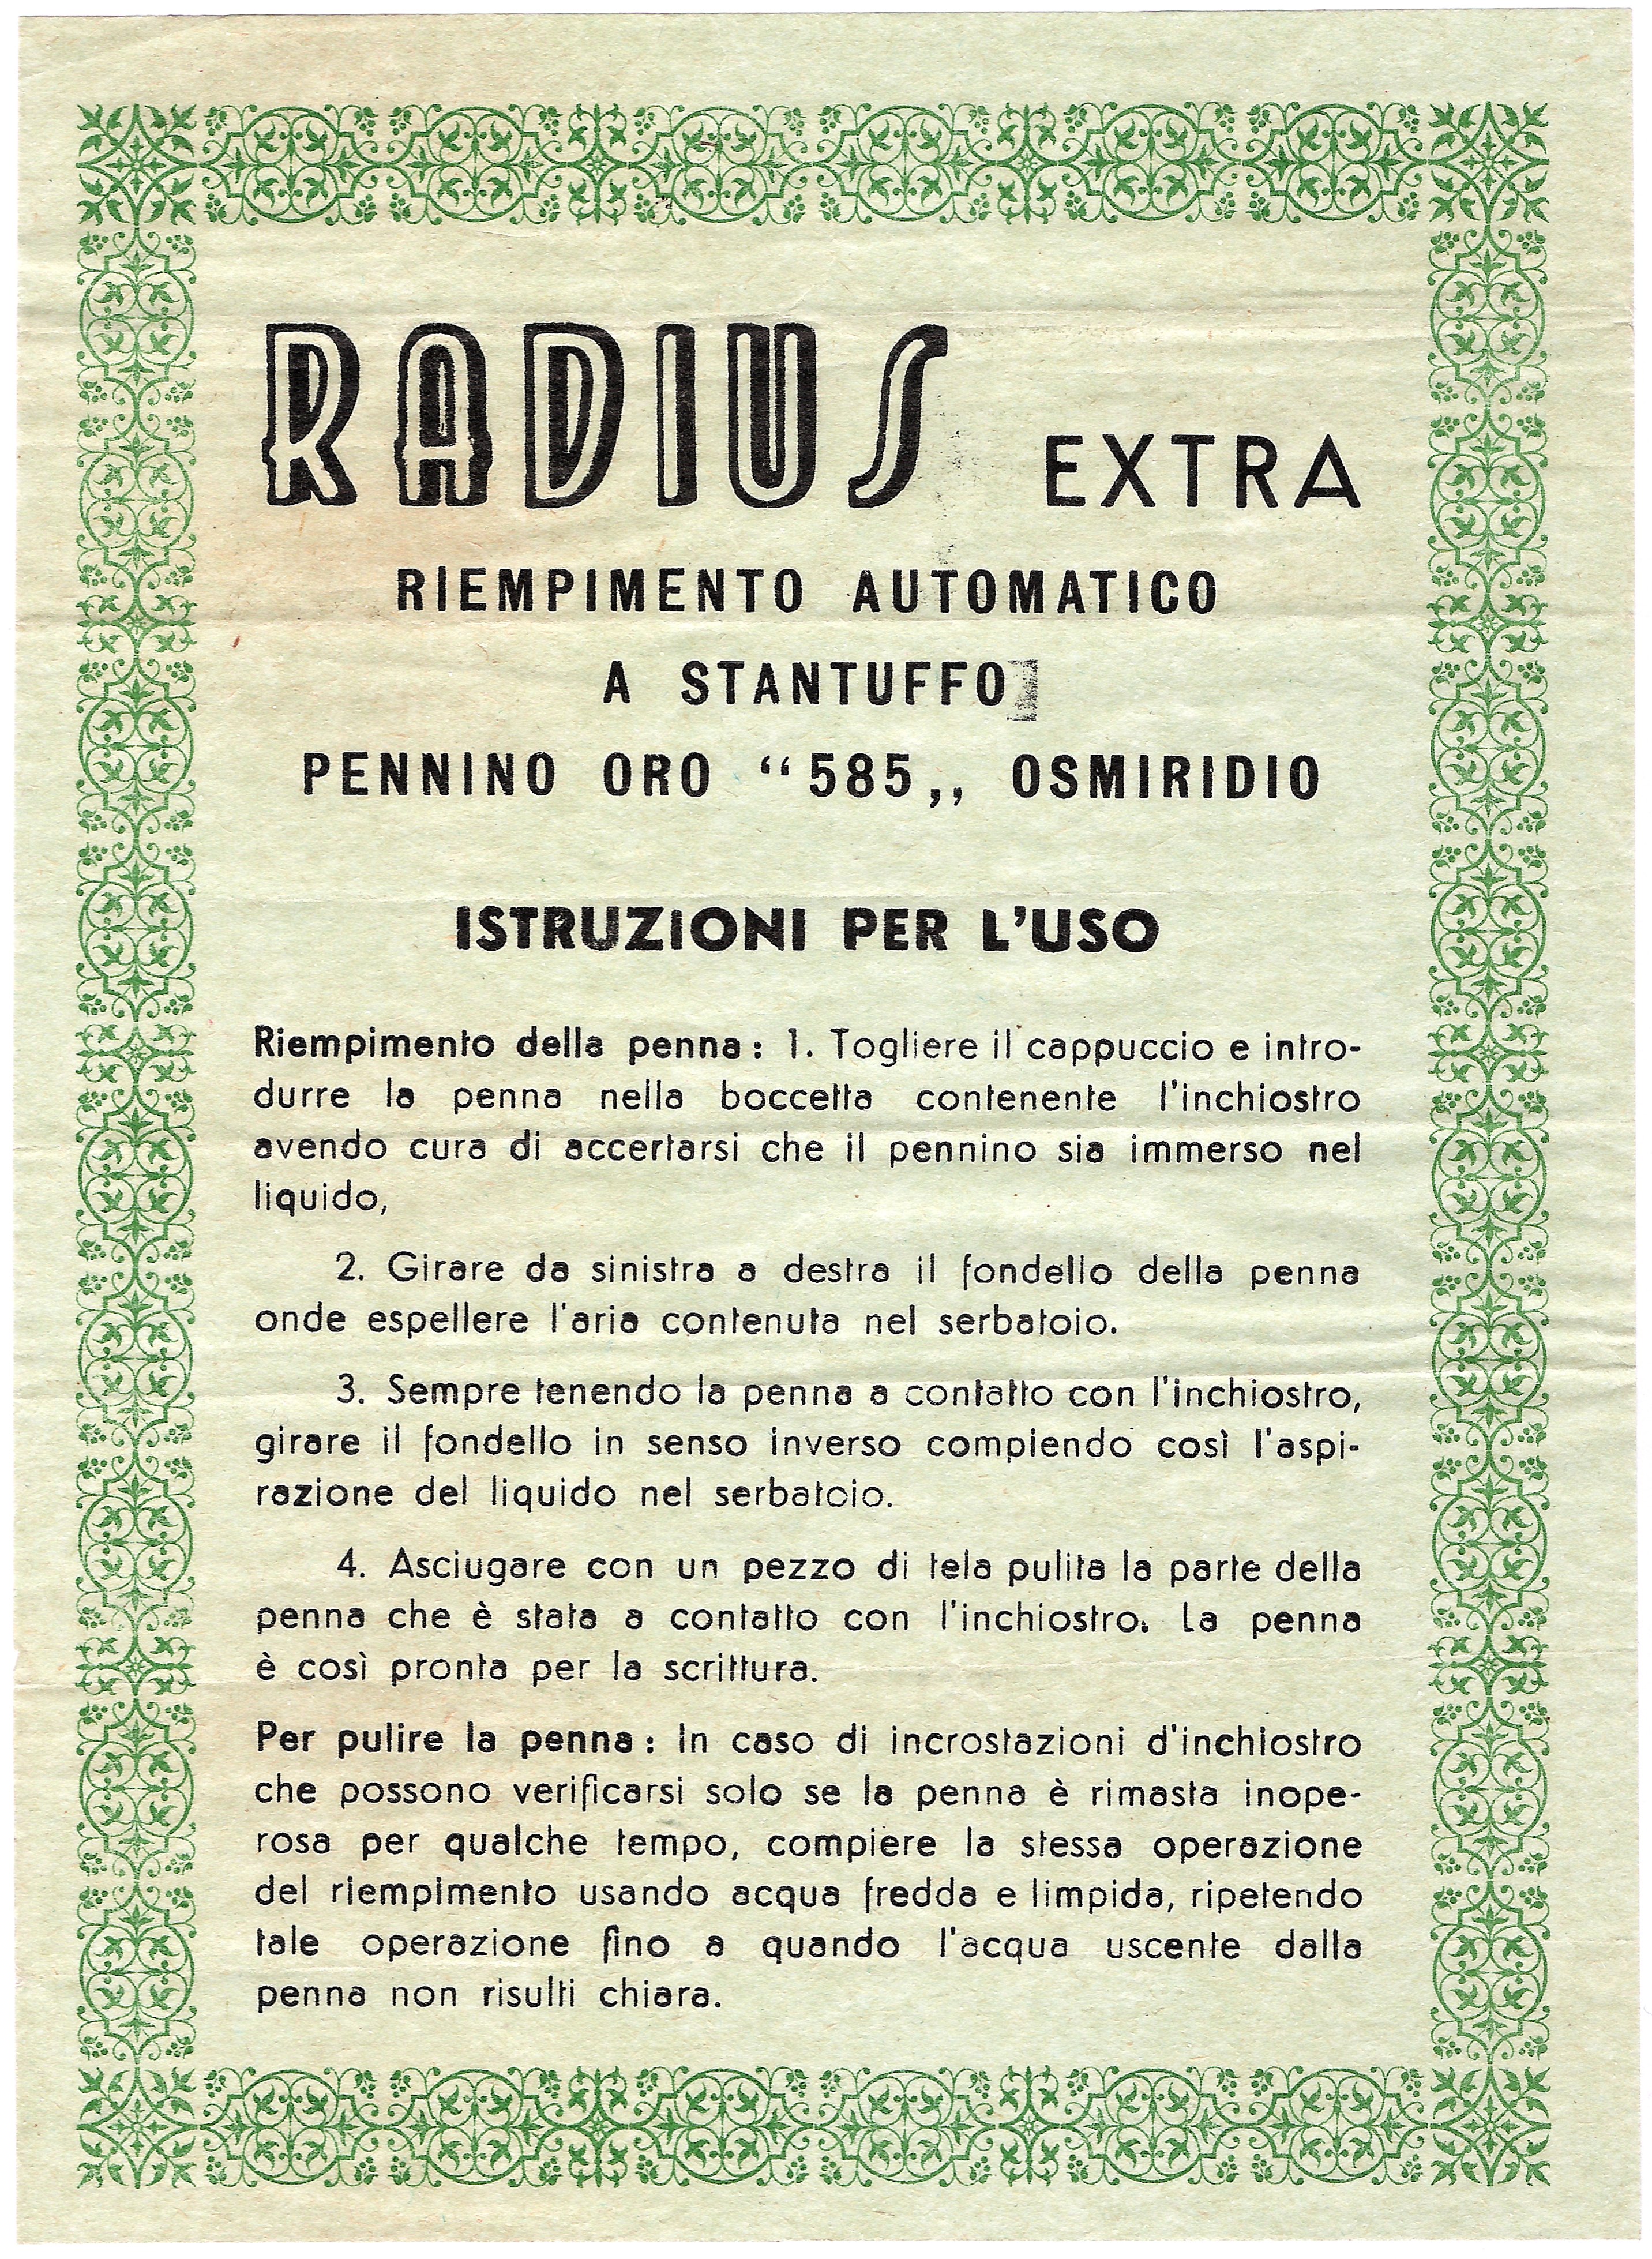 RADIUS EXTRA
RIEMPIMENTO AUTOMATICO
A STANTUFFO
PENNINO ORO “585„ OSMIRIDIO
ISTRUZIONI PER L'USO
Riempimento della penna: 1. Togliere il cappuccio e intro-
durre la penna nella boccetta contenente l'inchiostro
avendo cura di accertarsi che il pennino sia immerso nel
liquido,
2. Girare da sinistra a destra il fondello della penna
onde espellere l'aria contenuta nel serbatoio.
3. Sempre tenendo la penna a contatto con l'inchiostro,
girare il fondello in senso inverso compiendo così l'aspi-
razione del liquido nel serbatoio.
4. Asciugare con un pezzo di tela pulita la parte della
penna che è stata a contatto con l'inchiostro. La penna
è così pronta per la scrittura.
Per pulire la penna: In caso di incrostazioni d'inchiostro
che possono verificarsi solo se la penna è rimasta inope-
rosa per qualche tempo, compiere la stessa operazione
del riempimento usando acqua fredda e limpida, ripetendo
tale operazione fino a quando l'acqua uscente dalla
penna non risulti chiara.